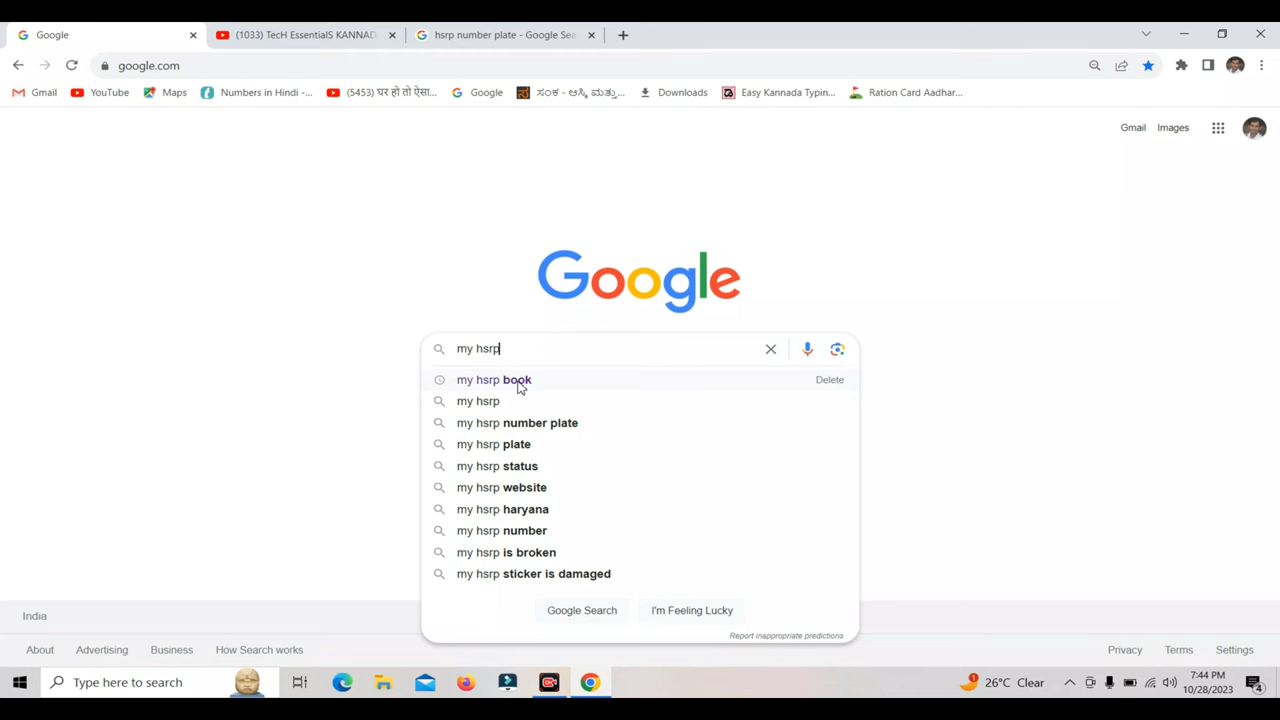 Google
(1033) TecH EssentialS KANNAD
hsrp number plate - Google Sea
google.com
Gmail
YouTube
Maps
Numbers in Hindi -...
(5453) घर हो तो ऐसा...
Google
ಸಂಕ - ಆಸ್ಕಿ ಮತ್ತು...
Downloads
Easy Kannada Typin...
Ration Card Aadhar...
Gmail
Images
Google
my hsrp
my hsrp book
Delete
my hsrp
my hsrp number plate
my hsrp plate
my hsrp status
my hsrp website
my hsrp haryana
my hsrp number
my hsrp is broken
my hsrp sticker is damaged
Google Search
I'm Feeling Lucky
Report inappropriate predictions
India
About
Advertising
Business
How Search works
Privacy
Terms
Settings
Type here to search
1
26°C Clear
7:44 PM
10/28/2023
4